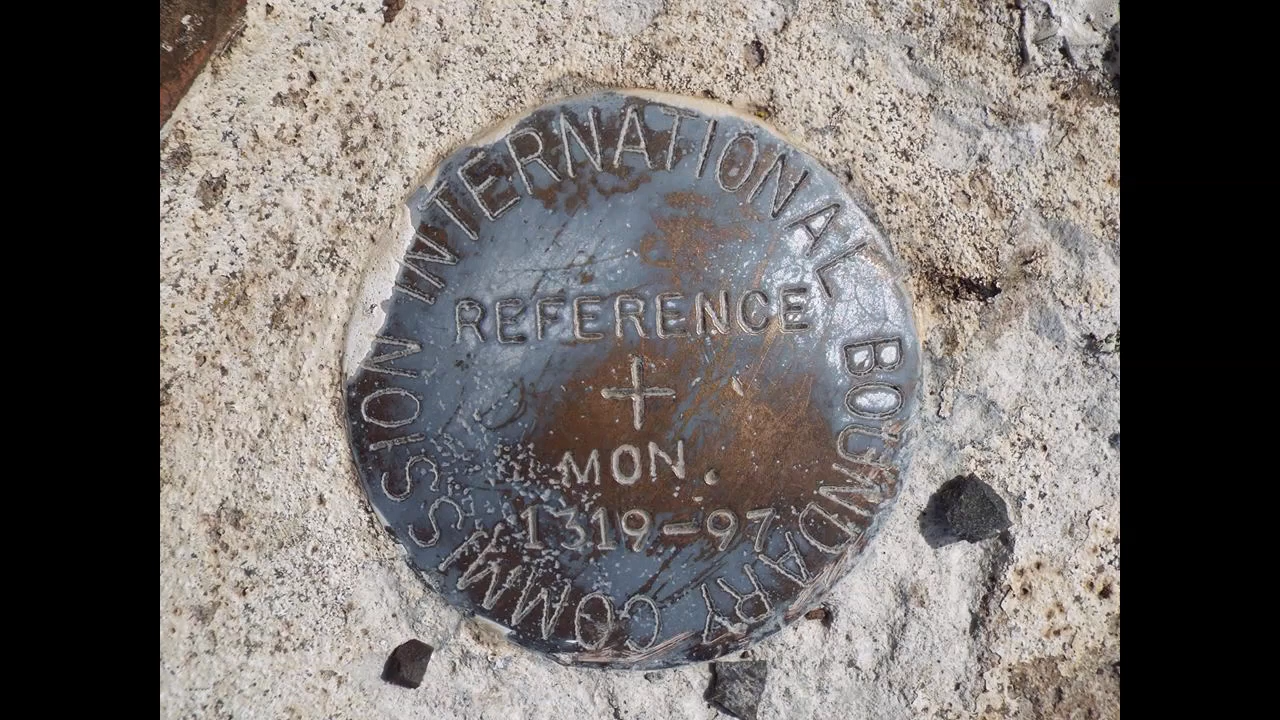 INTERNATIONAL BOUNDARY COMMISSION
REFERENCE
+
MON.
1319-97